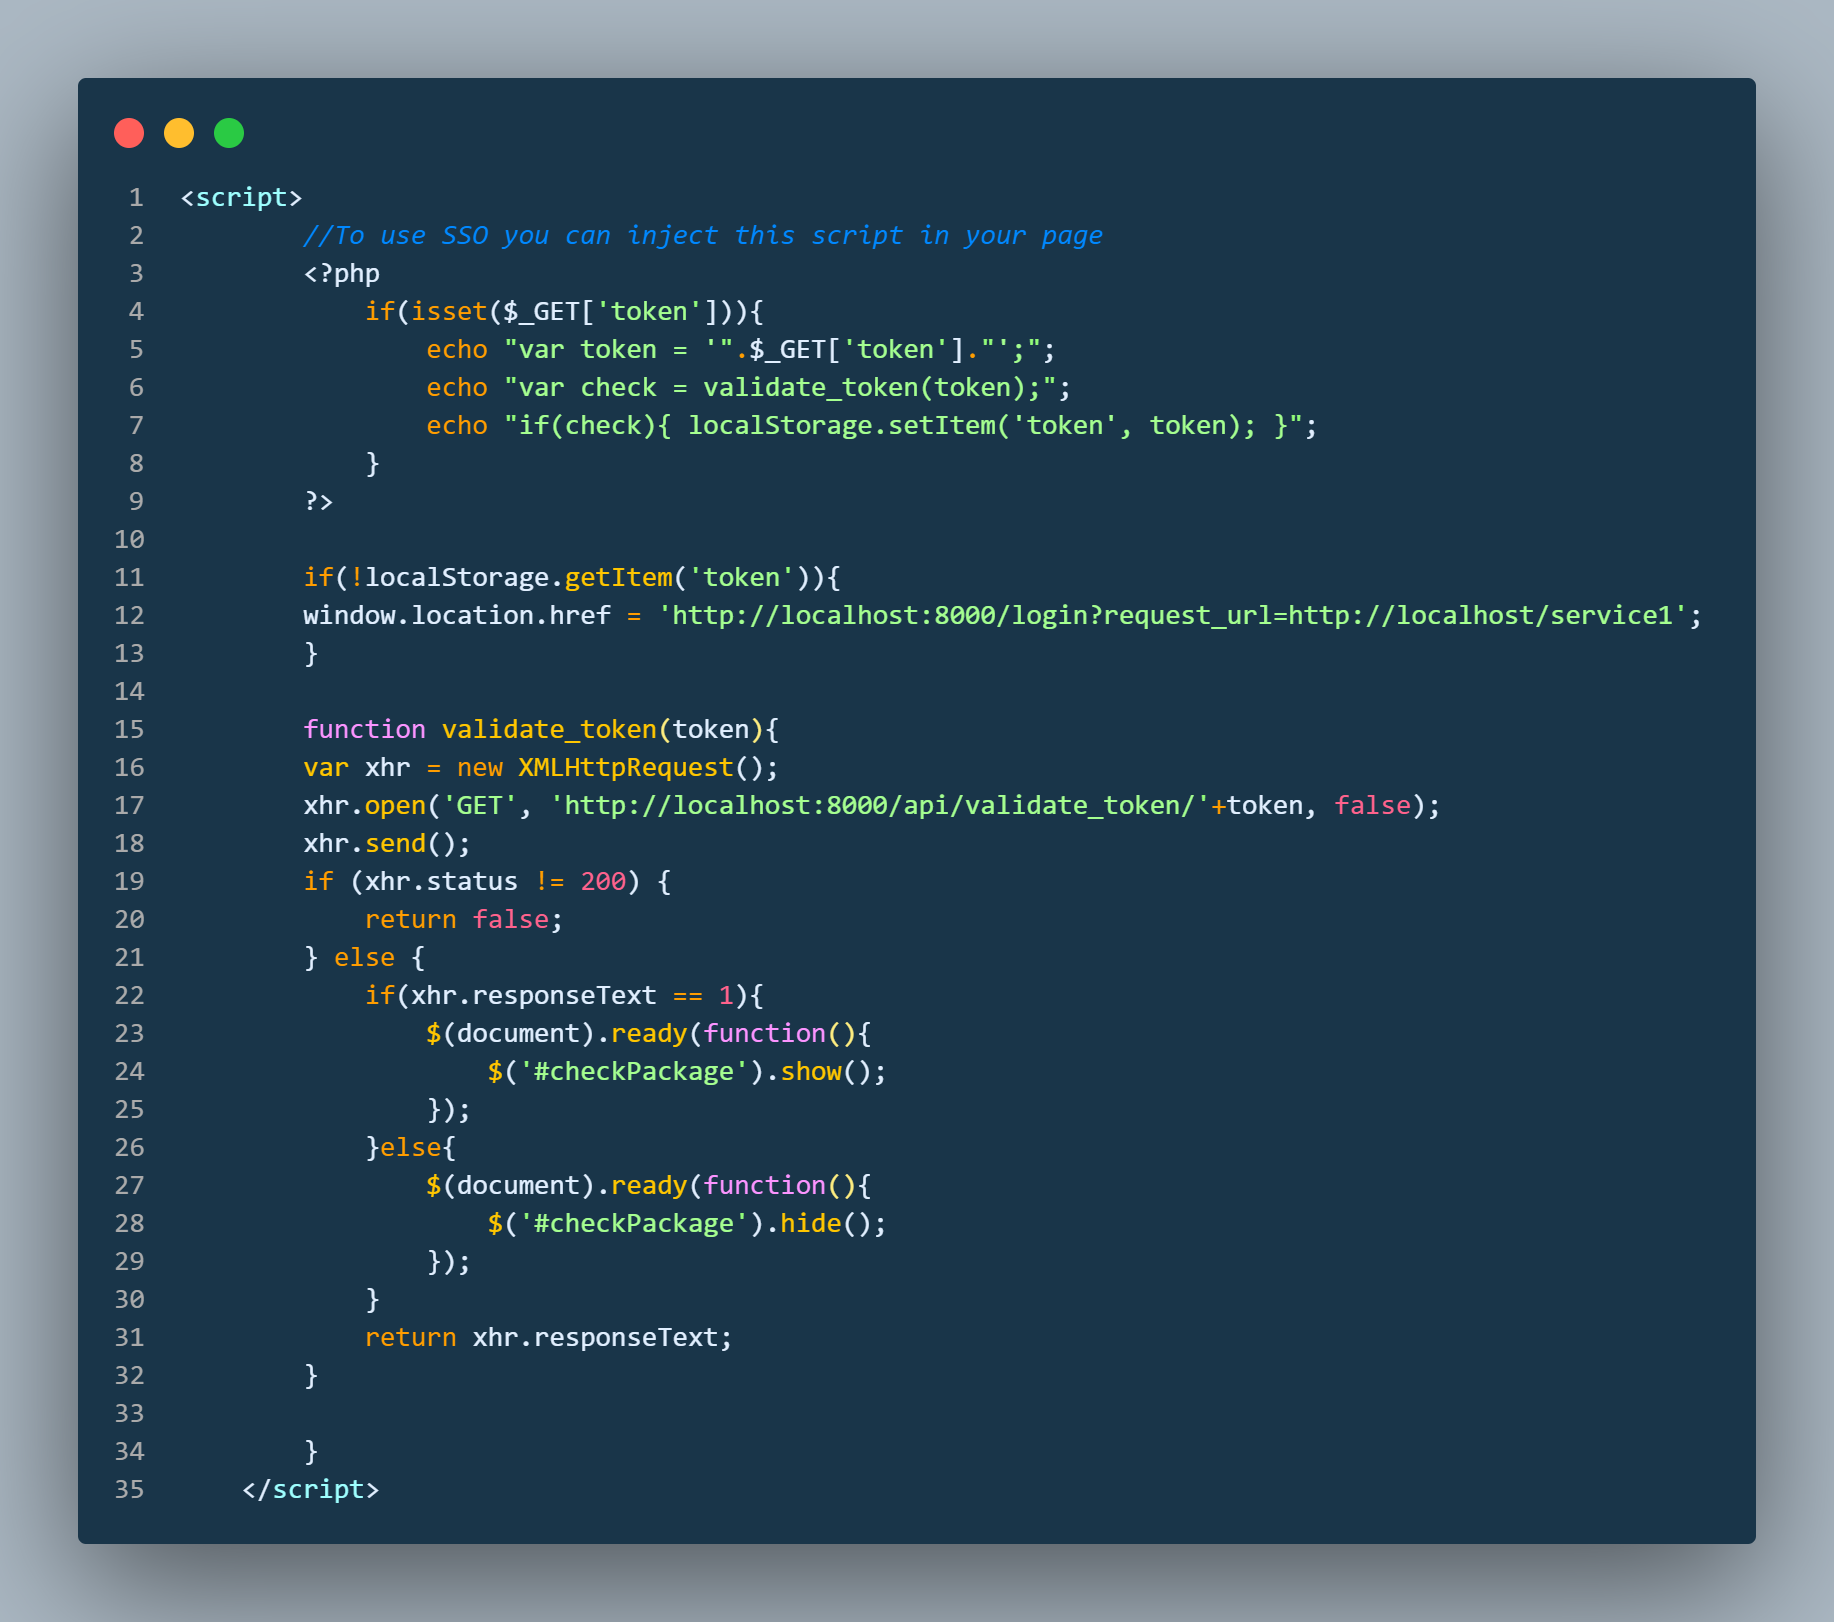 1 <script>
2 //To use SSO you can inject this script in your page
3 <?php
4 if(isset($_GET['token'])){
5 echo "var token = '".$_GET['token']."';";
6 echo "var check = validate_token(token);";
7 echo "if(check){ localStorage.setItem('token', token); }";
8 }
9 ?>
10
11 if(!localStorage.getItem('token')){
12 window.location.href = 'http://localhost:8000/login?request_url=http://localhost/service1';
13 }
14
15 function validate_token(token){
16 var xhr = new XMLHttpRequest();
17 xhr.open('GET', 'http://localhost:8000/api/validate_token/'+token, false);
18 xhr.send();
19 if (xhr.status != 200) {
20 return false;
21 } else {
22 if(xhr.responseText == 1){
23 $(document).ready(function(){
24 $('#checkPackage').show();
25 });
26 }else{
27 $(document).ready(function(){
28 $('#checkPackage').hide();
29 });
30 }
31 return xhr.responseText;
32 }
33
34 }
35 </script>